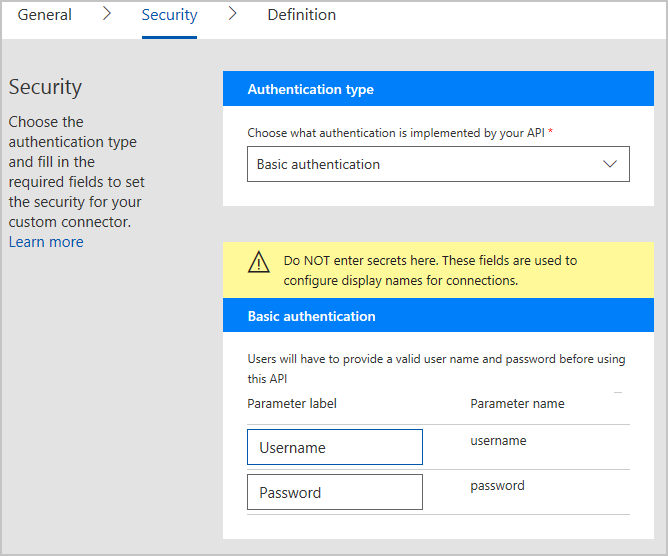 General > Security > Definition
Security
Choose the
authentication type
and fill in the
required fields to set
the security for your
custom connector.
Learn more
Authentication type
Choose what authentication is implemented by your API *
Basic authentication
Do NOT enter secrets here. These fields are used to
configure display names for connections.
Basic authentication
Users will have to provide a valid user name and password before using
this API
Parameter label Parameter name
Username username
Password password